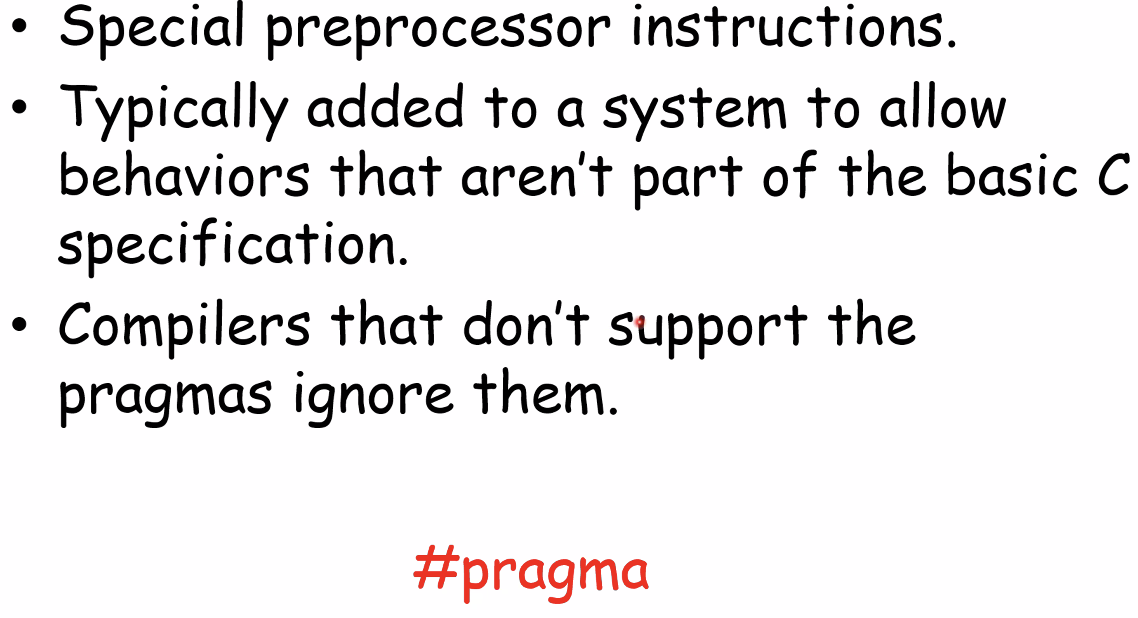 • Special preprocessor instructions.
• Typically added to a system to allow
behaviors that aren’t part of the basic C
specification.
• Compilers that don’t support the
pragmas ignore them.
#pragma